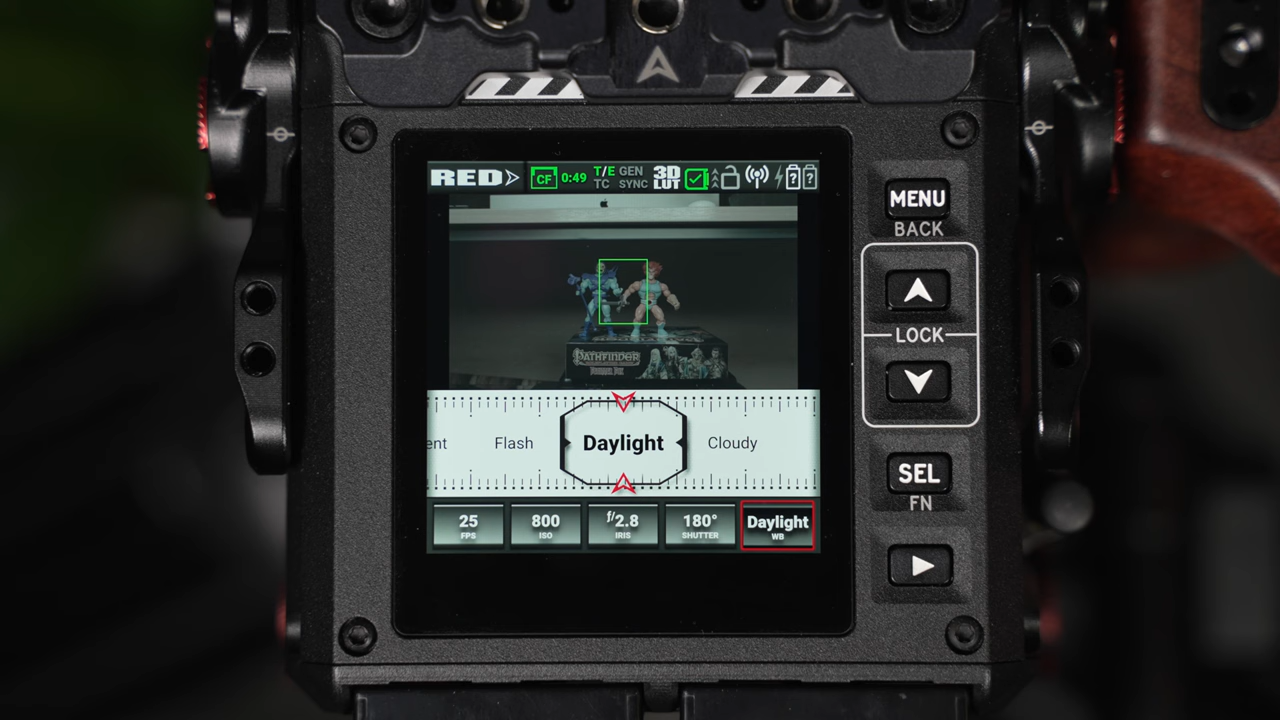 RED
CF 0:49 T/E GEN 3D
TC SYNC LUT
PATHFINDER
ent Flash Daylight Cloudy
25 800 f/2.8 180° Daylight
FPS ISO IRIS SHUTTER WB
MENU
BACK
LOCK
SEL
FN